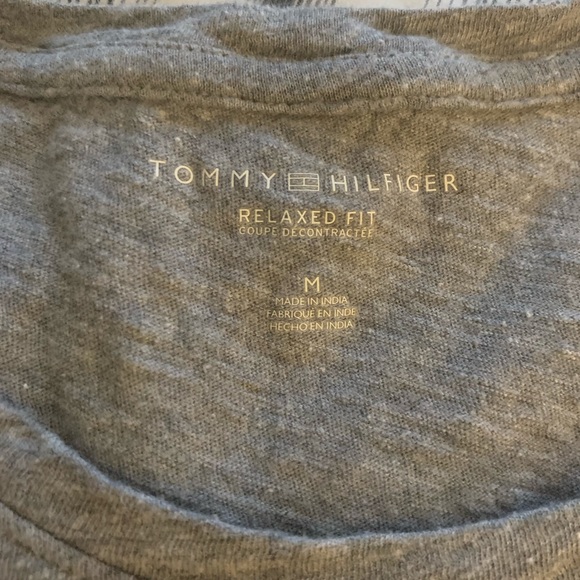 TOMMY HILFIGER
RELAXED FIT
COUPE DÉCONTRACTÉE
M
MADE IN INDIA
FABRIQUÉ EN INDE
HECHO EN INDIA